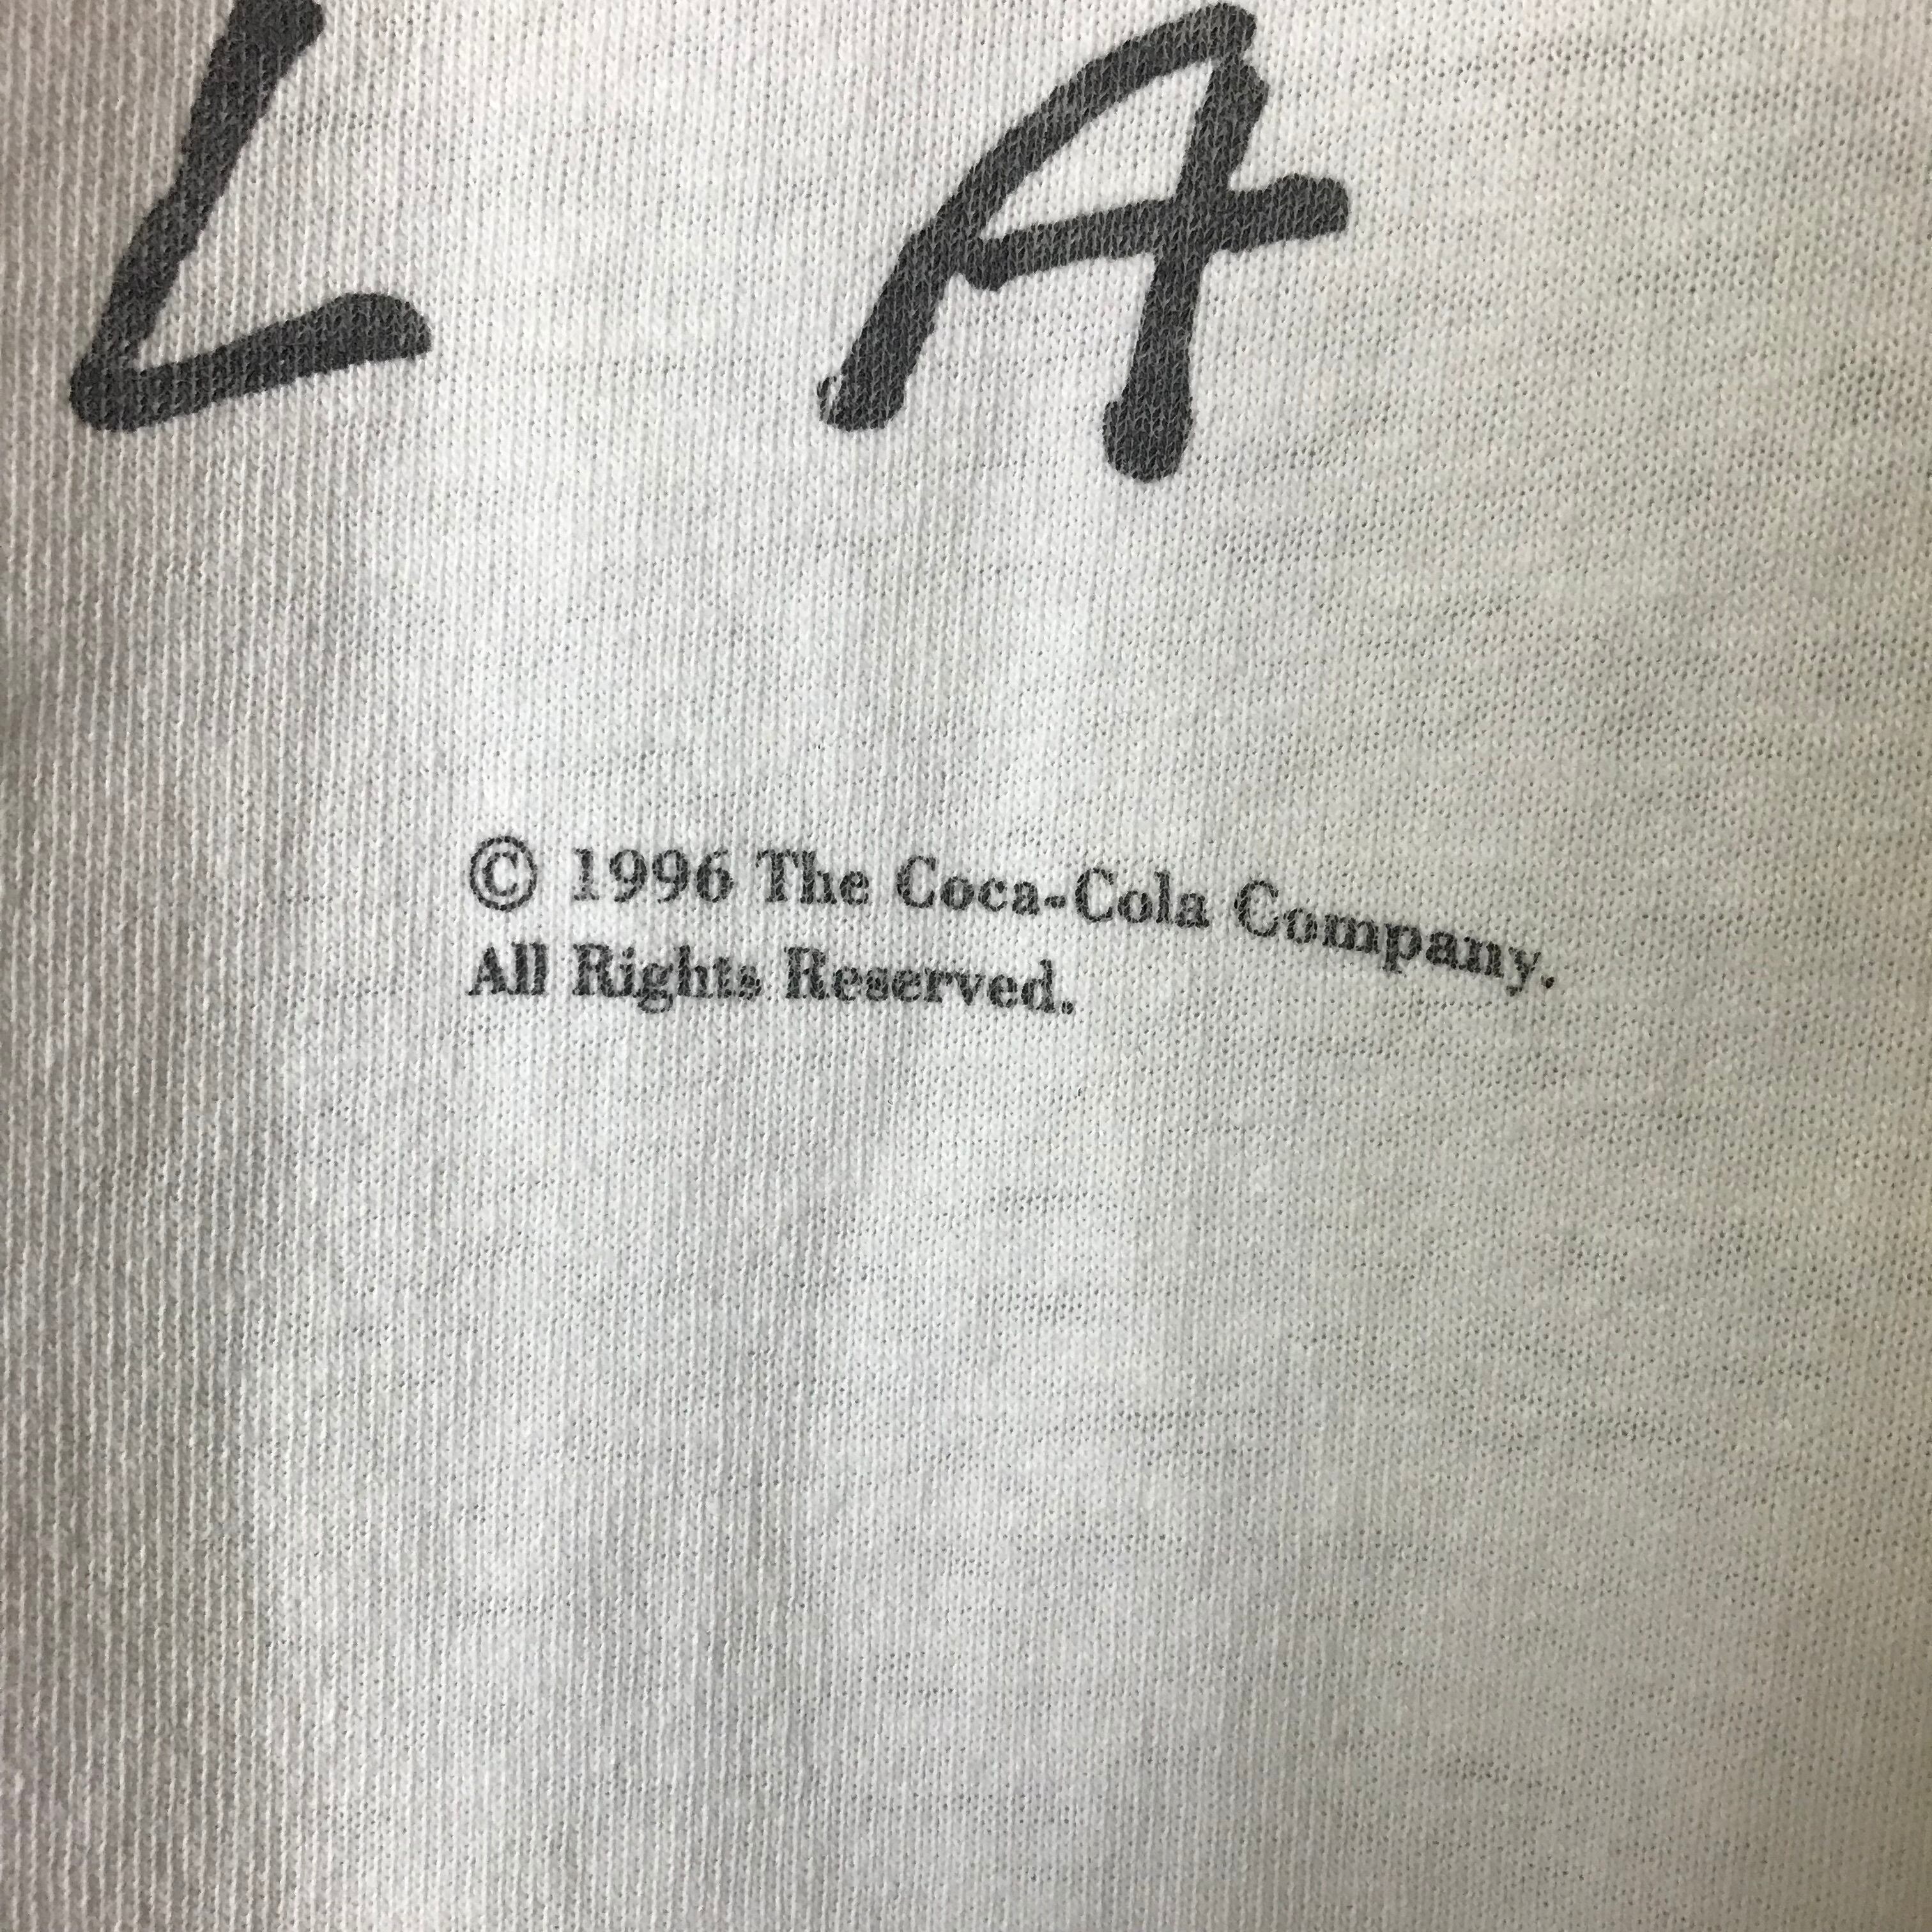 L A
© 1996 The Coca-Cola Company.
All Rights Reserved.